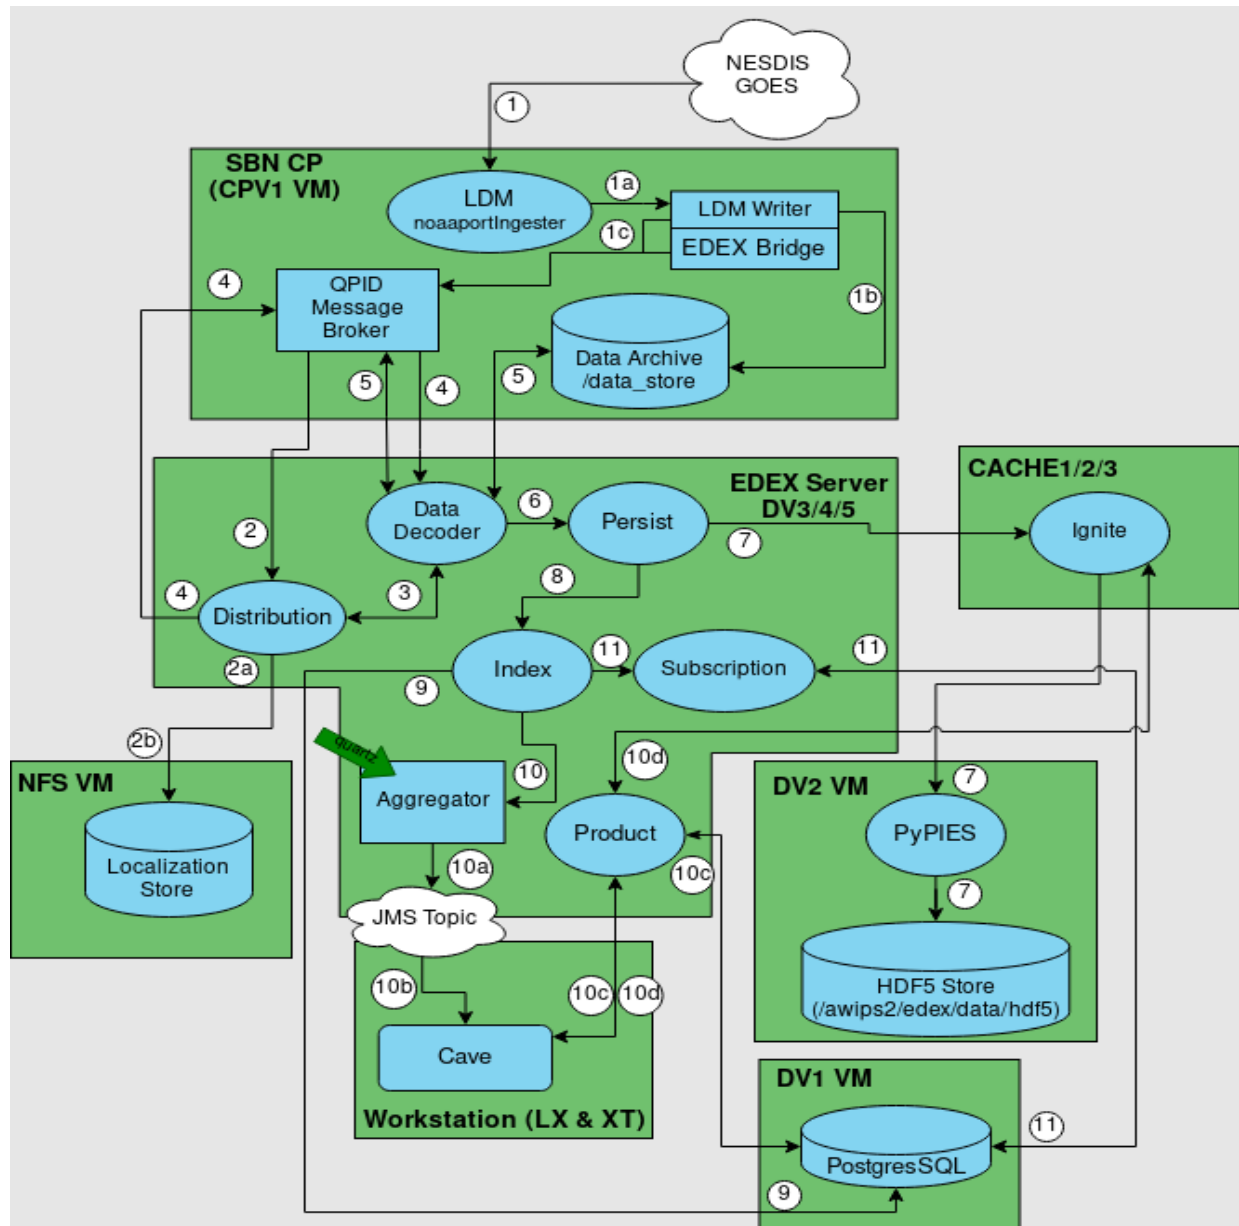 NESDIS
GOES
1
SBN CP
(CPV1 VM)
LDM
noaaportIngester
1a
LDM Writer
EDEX Bridge
1c
1b
4
QPID
Message
Broker
Data Archive
/data_store
5
4
5
EDEX Server
DV3/4/5
CACHE1/2/3
Data
Decoder
6
Persist
7
Ignite
2
8
4
Distribution
3
2a
Index
9
11
Subscription
11
2b
quartz
10
10d
NFS VM
Localization
Store
Aggregator
Product
10a
10c
DV2 VM
7
PyPIES
7
HDF5 Store
(/awips2/edex/data/hdf5)
JMS Topic
10b
10c
10d
Cave
Workstation (LX & XT)
DV1 VM
11
PostgresSQL
9